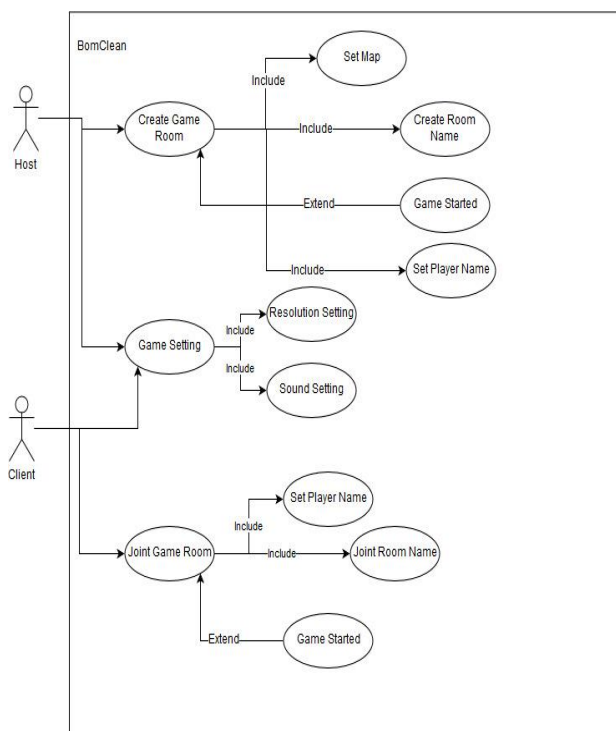 BomClean
Set Map
Include
Create Game
Room
Include
Create Room
Name
Host
Extend
Game Started
Include
Set Player Name
Resolution Setting
Include
Game Setting
Include
Sound Setting
Client
Set Player Name
Include
Joint Game Room
Include
Joint Room Name
Extend
Game Started